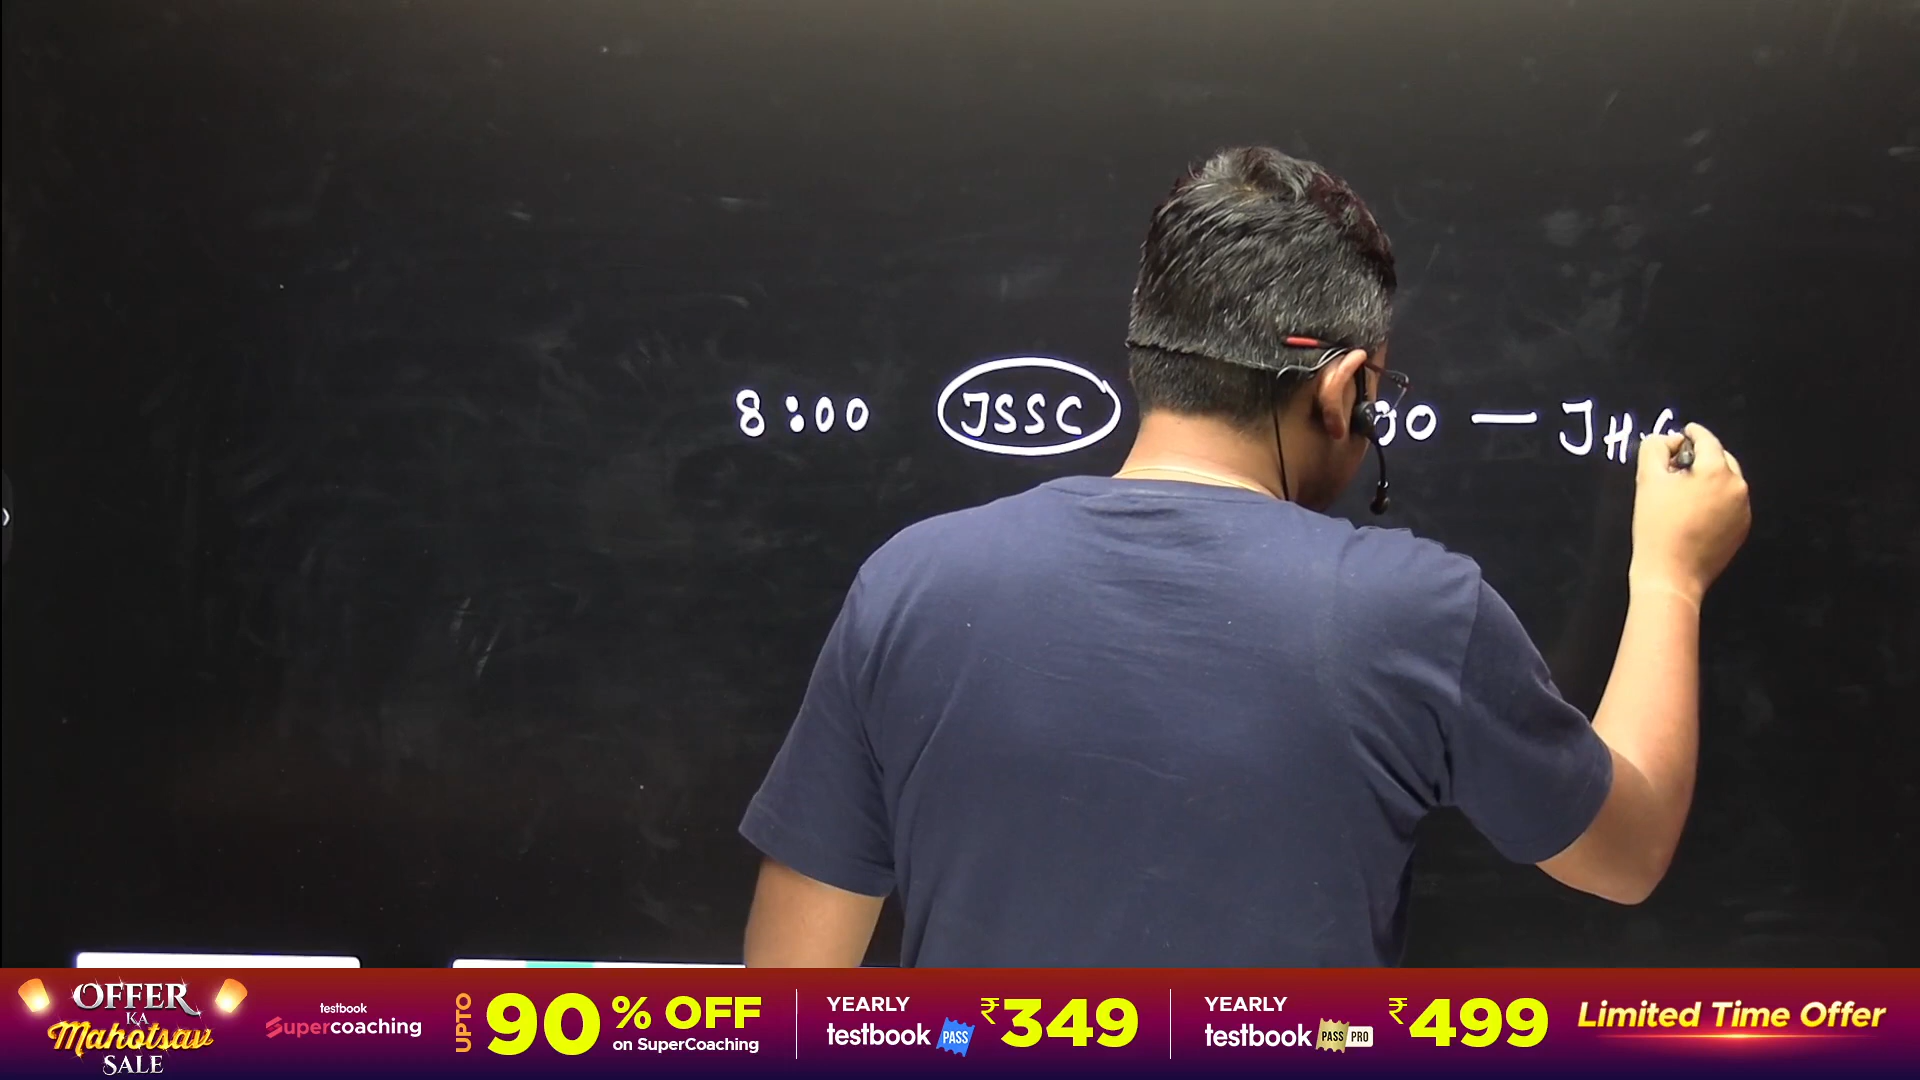 8:00 JSSC 30 — JH
OFFER
KA
Mahotsav
SALE
testbook
Supercoaching
UPTO 90% OFF
on SuperCoaching
YEARLY
testbook PASS ₹349
YEARLY
testbook PASS PRO ₹499
Limited Time Offer